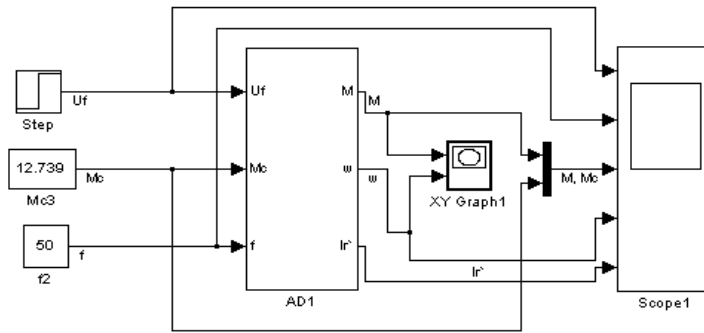 Step
Uf
12.739
Mc3
Mc
50
f2
f
Uf
Mc
f
M
w
Ir`
AD1
M
w
XY Graph1
M, Mc
Ir`
Scope1